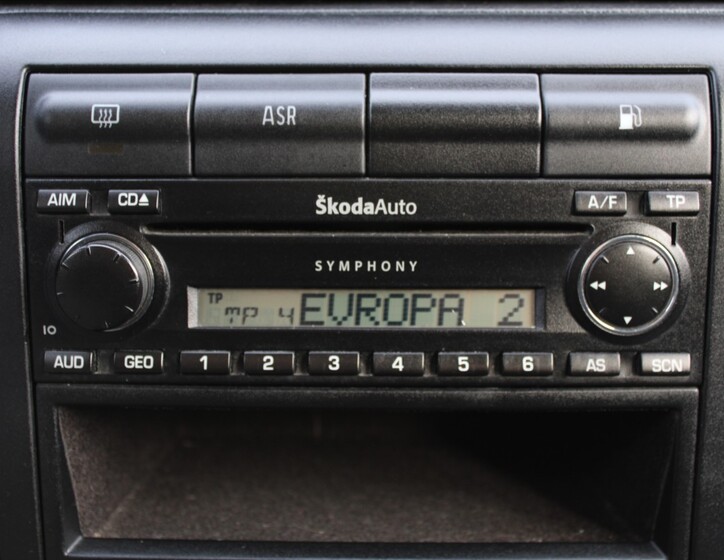 ASR
AIM CD ŠkodaAuto A/F TP
SYMPHONY
TP
TP 4 EVROPA 2
AUD GEO 1 2 3 4 5 6 AS SCN